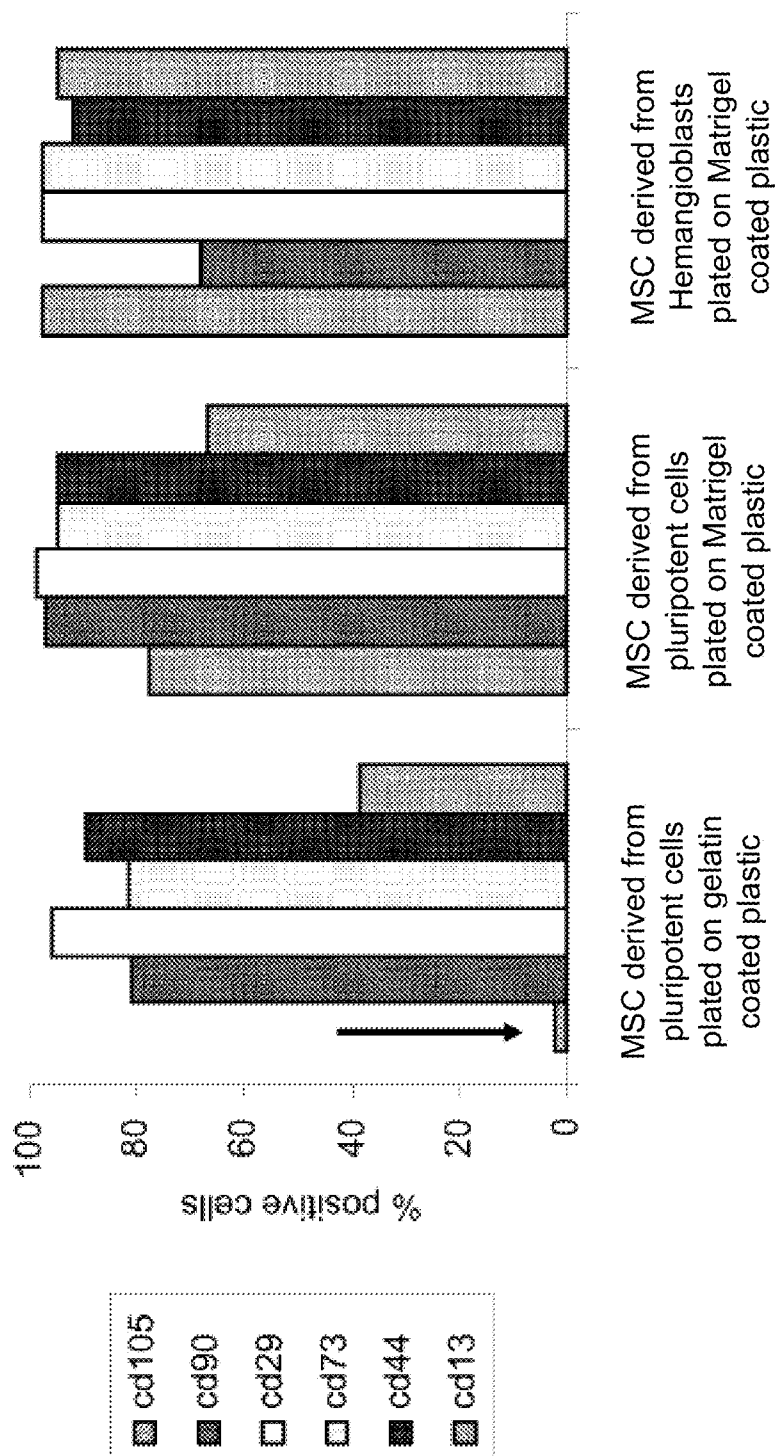 cd105
cd90
cd29
cd73
cd44
cd13
% positive cells
100
80
60
40
20
0
MSC derived from
pluripotent cells
plated on gelatin
coated plastic
MSC derived from
pluripotent cells
plated on Matrigel
coated plastic
MSC derived from
Hemangioblasts
plated on Matrigel
coated plastic